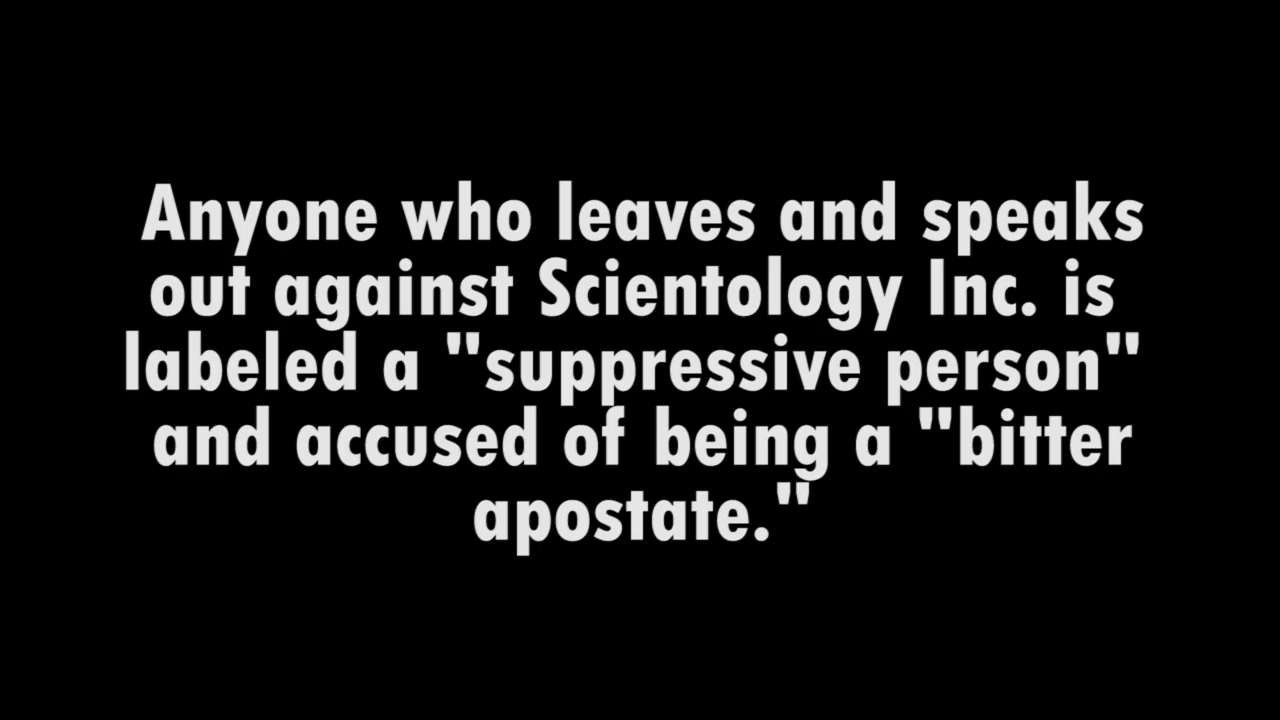 Anyone who leaves and speaks
out against Scientology Inc. is
labeled a "suppressive person"
and accused of being a "bitter
apostate."